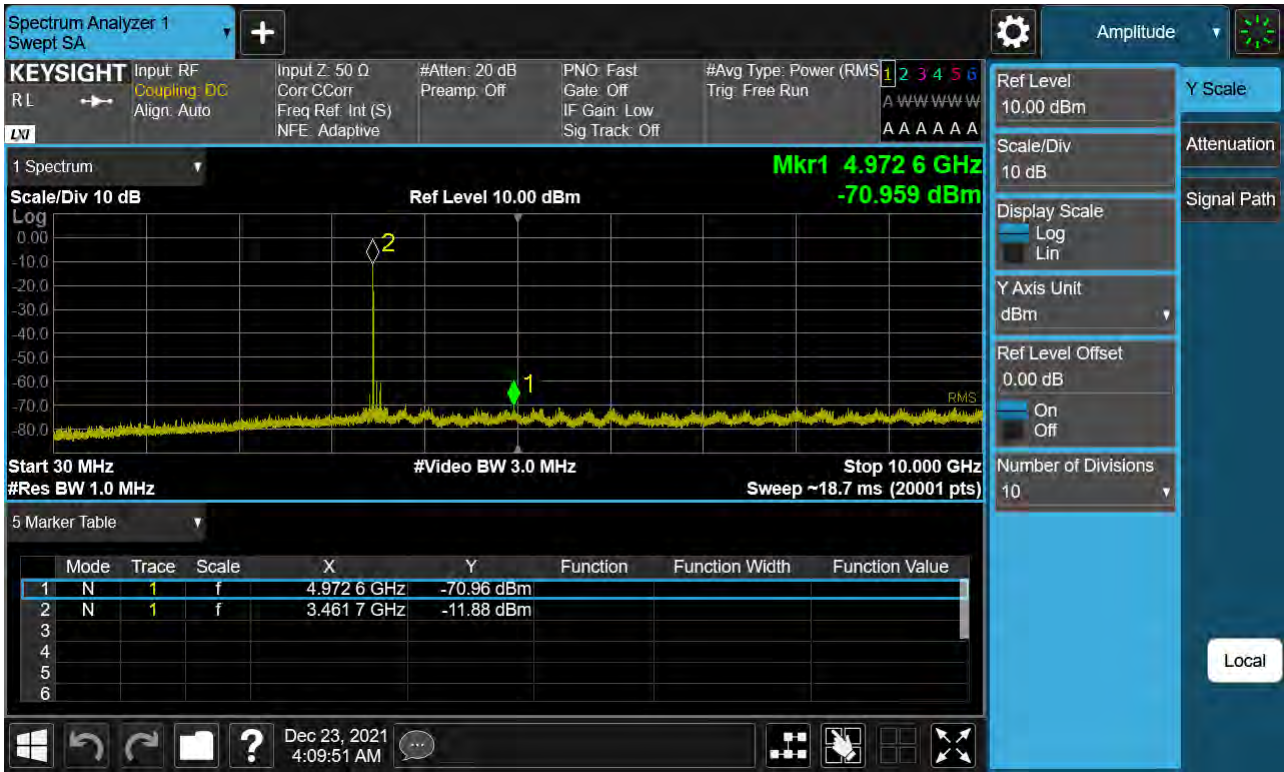 Spectrum Analyzer 1
Swept SA
+
Amplitude
KEYSIGHT
RL
LXI
Input: RF
Coupling: DC
Align: Auto
Input Z: 50 Ω
Corr CCorr
Freq Ref: Int (S)
NFE: Adaptive
#Atten: 20 dB
Preamp: Off
PNO: Fast
Gate: Off
IF Gain: Low
Sig Track: Off
#Avg Type: Power (RMS
Trig: Free Run
1 2 3 4 5 6
A W W W W W
A A A A A A
1 Spectrum
Mkr1 4.972 6 GHz
-70.959 dBm
Scale/Div 10 dB
Ref Level 10.00 dBm
Log
0.00
-10.0
-20.0
-30.0
-40.0
-50.0
-60.0
-70.0
-80.0
2
1
RMS
Start 30 MHz
#Video BW 3.0 MHz
Stop 10.000 GHz
#Res BW 1.0 MHz
Sweep ~18.7 ms (20001 pts)
5 Marker Table
Mode Trace Scale X Y Function Function Width Function Value
1 N 1 f 4.972 6 GHz -70.96 dBm
2 N 1 f 3.461 7 GHz -11.88 dBm
3
4
5
6
Ref Level
10.00 dBm
Scale/Div
10 dB
Display Scale
Log
Lin
Y Axis Unit
dBm
Ref Level Offset
0.00 dB
On
Off
Number of Divisions
10
Y Scale
Attenuation
Signal Path
Local
?
Dec 23, 2021
4:09:51 AM